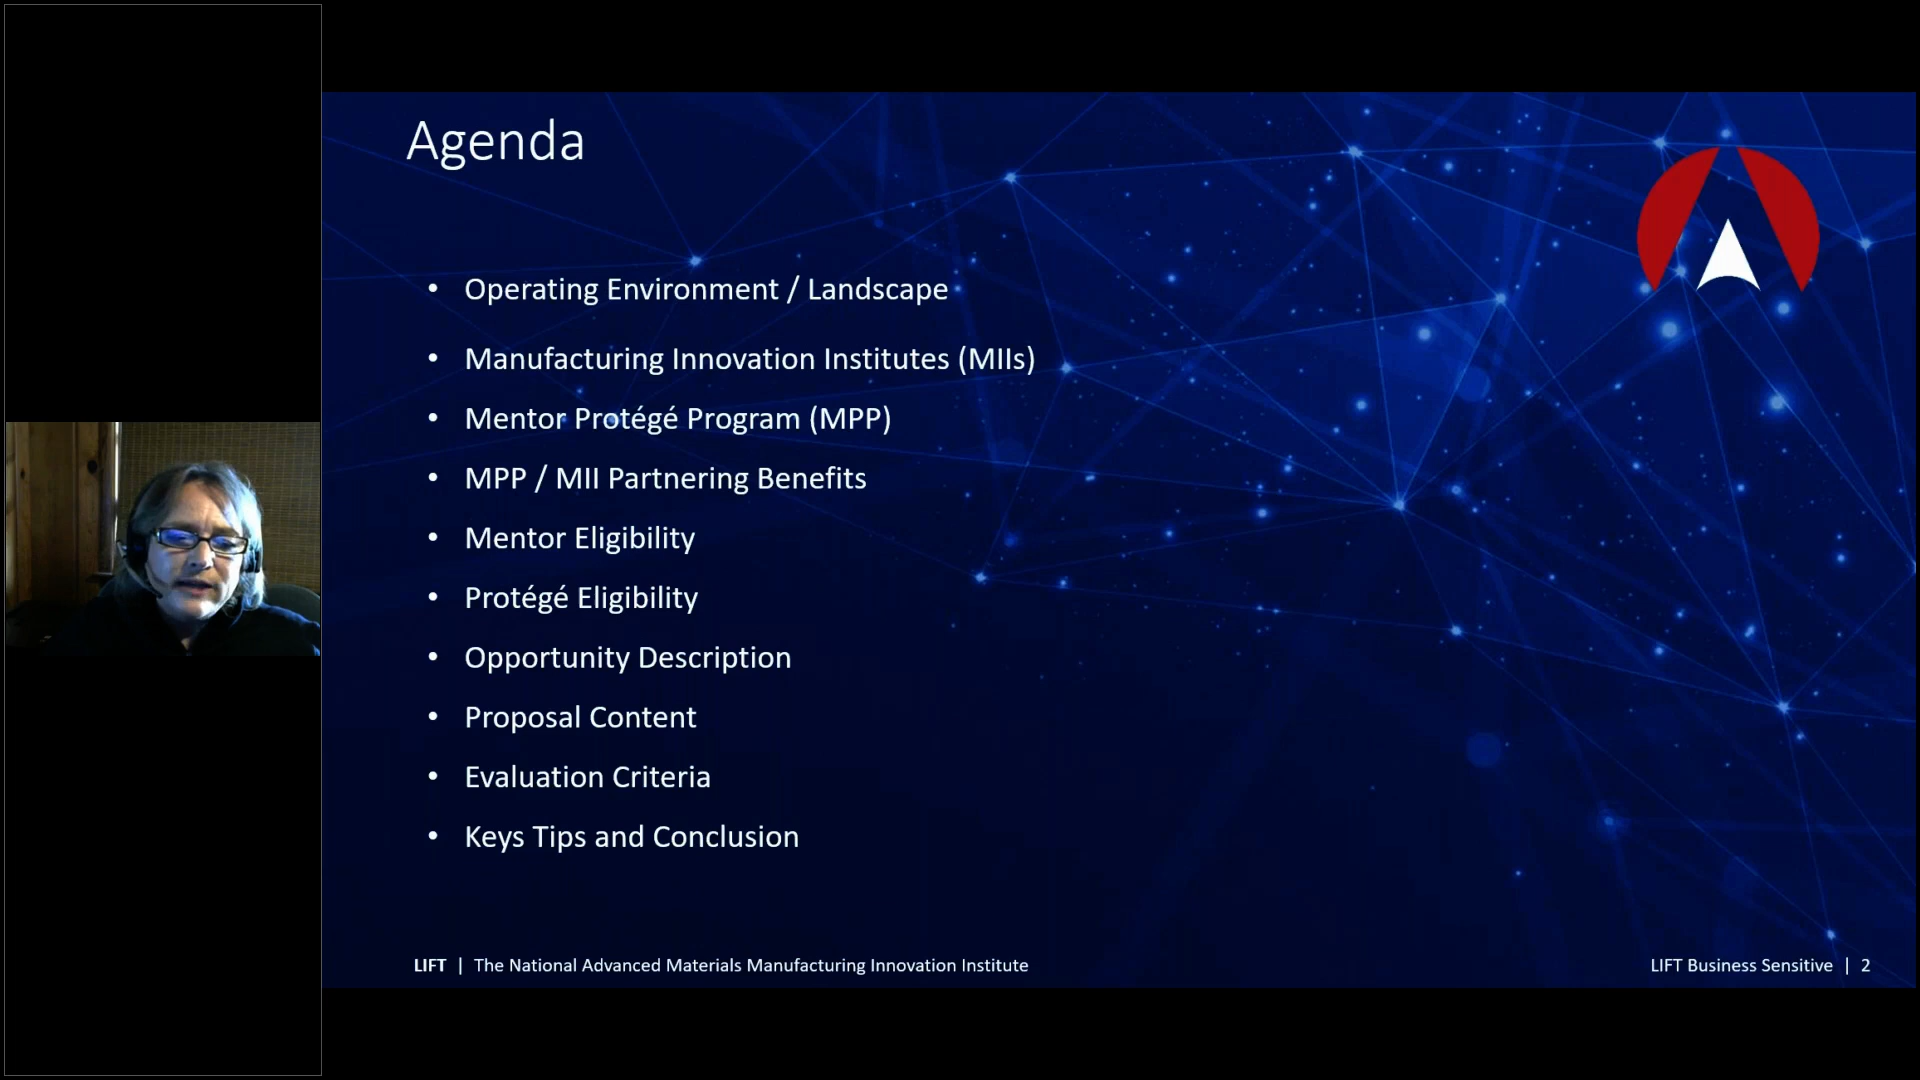 Agenda
• Operating Environment / Landscape
• Manufacturing Innovation Institutes (MIIs)
• Mentor Protégé Program (MPP)
• MPP / MII Partnering Benefits
• Mentor Eligibility
• Protégé Eligibility
• Opportunity Description
• Proposal Content
• Evaluation Criteria
• Keys Tips and Conclusion
LIFT | The National Advanced Materials Manufacturing Innovation Institute
LIFT Business Sensitive | 2